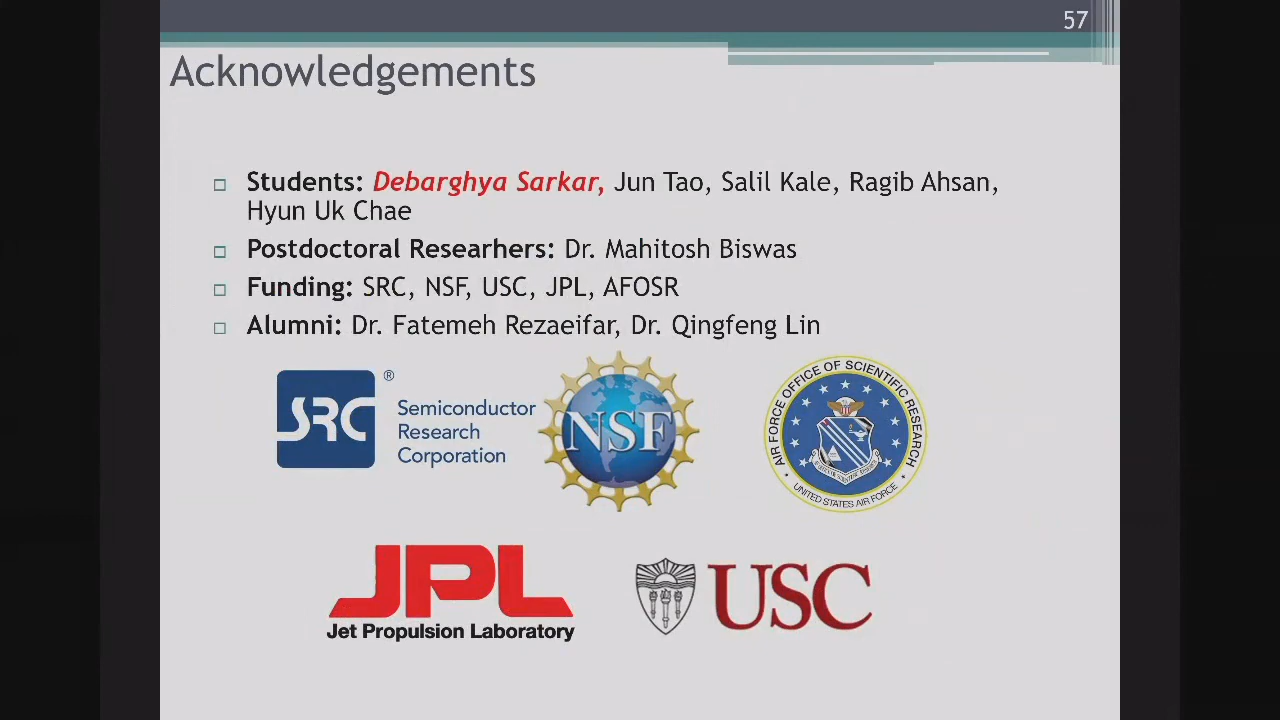 57
Acknowledgements
Students: Debarghya Sarkar, Jun Tao, Salil Kale, Ragib Ahsan,
Hyun Uk Chae
Postdoctoral Researhers: Dr. Mahitosh Biswas
Funding: SRC, NSF, USC, JPL, AFOSR
Alumni: Dr. Fatemeh Rezaeifar, Dr. Qingfeng Lin
SRC®
Semiconductor
Research
Corporation
NSF
AIR FORCE OFFICE OF SCIENTIFIC RESEARCH
UNITED STATES AIR FORCE
JPL
Jet Propulsion Laboratory
USC